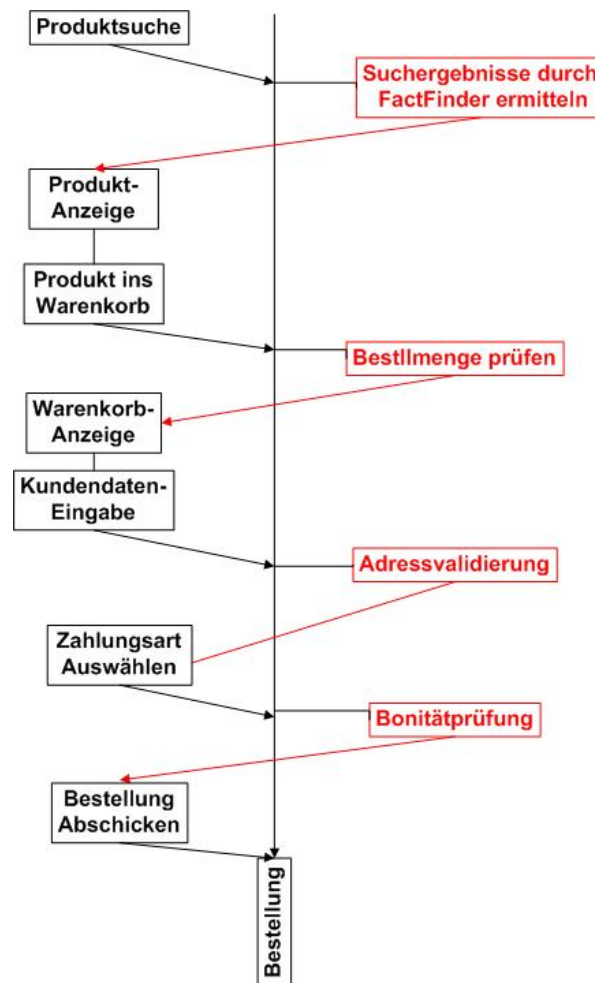 Produktsuche
Suchergebnisse durch
FactFinder ermitteln
Produkt-
Anzeige
Produkt ins
Warenkorb
Bestllmenge prüfen
Warenkorb-
Anzeige
Kundendaten-
Eingabe
Adressvalidierung
Zahlungsart
Auswählen
Bonitätprüfung
Bestellung
Abschicken
Bestellung